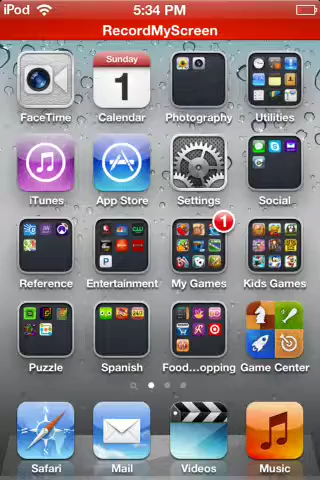 iPod 5:34 PM
RecordMyScreen
Sunday
1
FaceTime Calendar Photography Utilities
iTunes App Store Settings Social
1
Reference Entertainment My Games Kids Games
Puzzle Spanish Food...opping Game Center
Safari Mail Videos Music